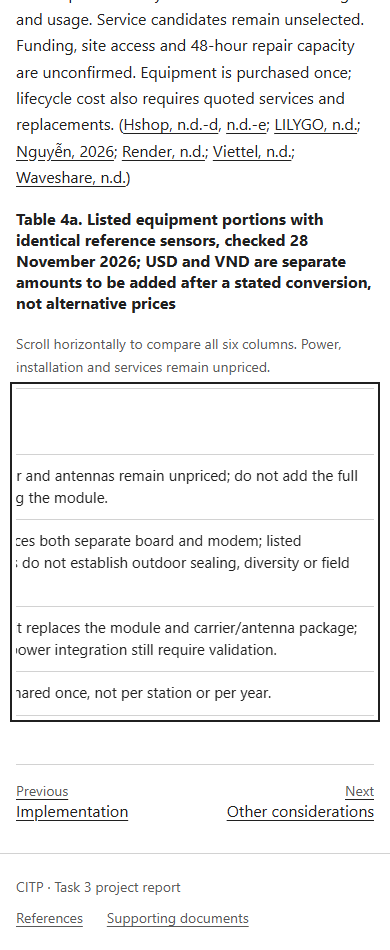 and usage. Service candidates remain unselected.
Funding, site access and 48-hour repair capacity
are unconfirmed. Equipment is purchased once;
lifecycle cost also requires quoted services and
replacements. (Hshop, n.d.-d, n.d.-e; LILYGO, n.d.;
Nguyễn, 2026; Render, n.d.; Viettel, n.d.;
Waveshare, n.d.)
Table 4a. Listed equipment portions with
identical reference sensors, checked 28
November 2026; USD and VND are separate
amounts to be added after a stated conversion,
not alternative prices
Scroll horizontally to compare all six columns. Power,
installation and services remain unpriced.
r and antennas remain unpriced; do not add the full
g the module.
ces both separate board and modem; listed
do not establish outdoor sealing, diversity or field
t replaces the module and carrier/antenna package;
ower integration still require validation.
hared once, not per station or per year.
Previous
Implementation
Next
Other considerations
CITP · Task 3 project report
References
Supporting documents